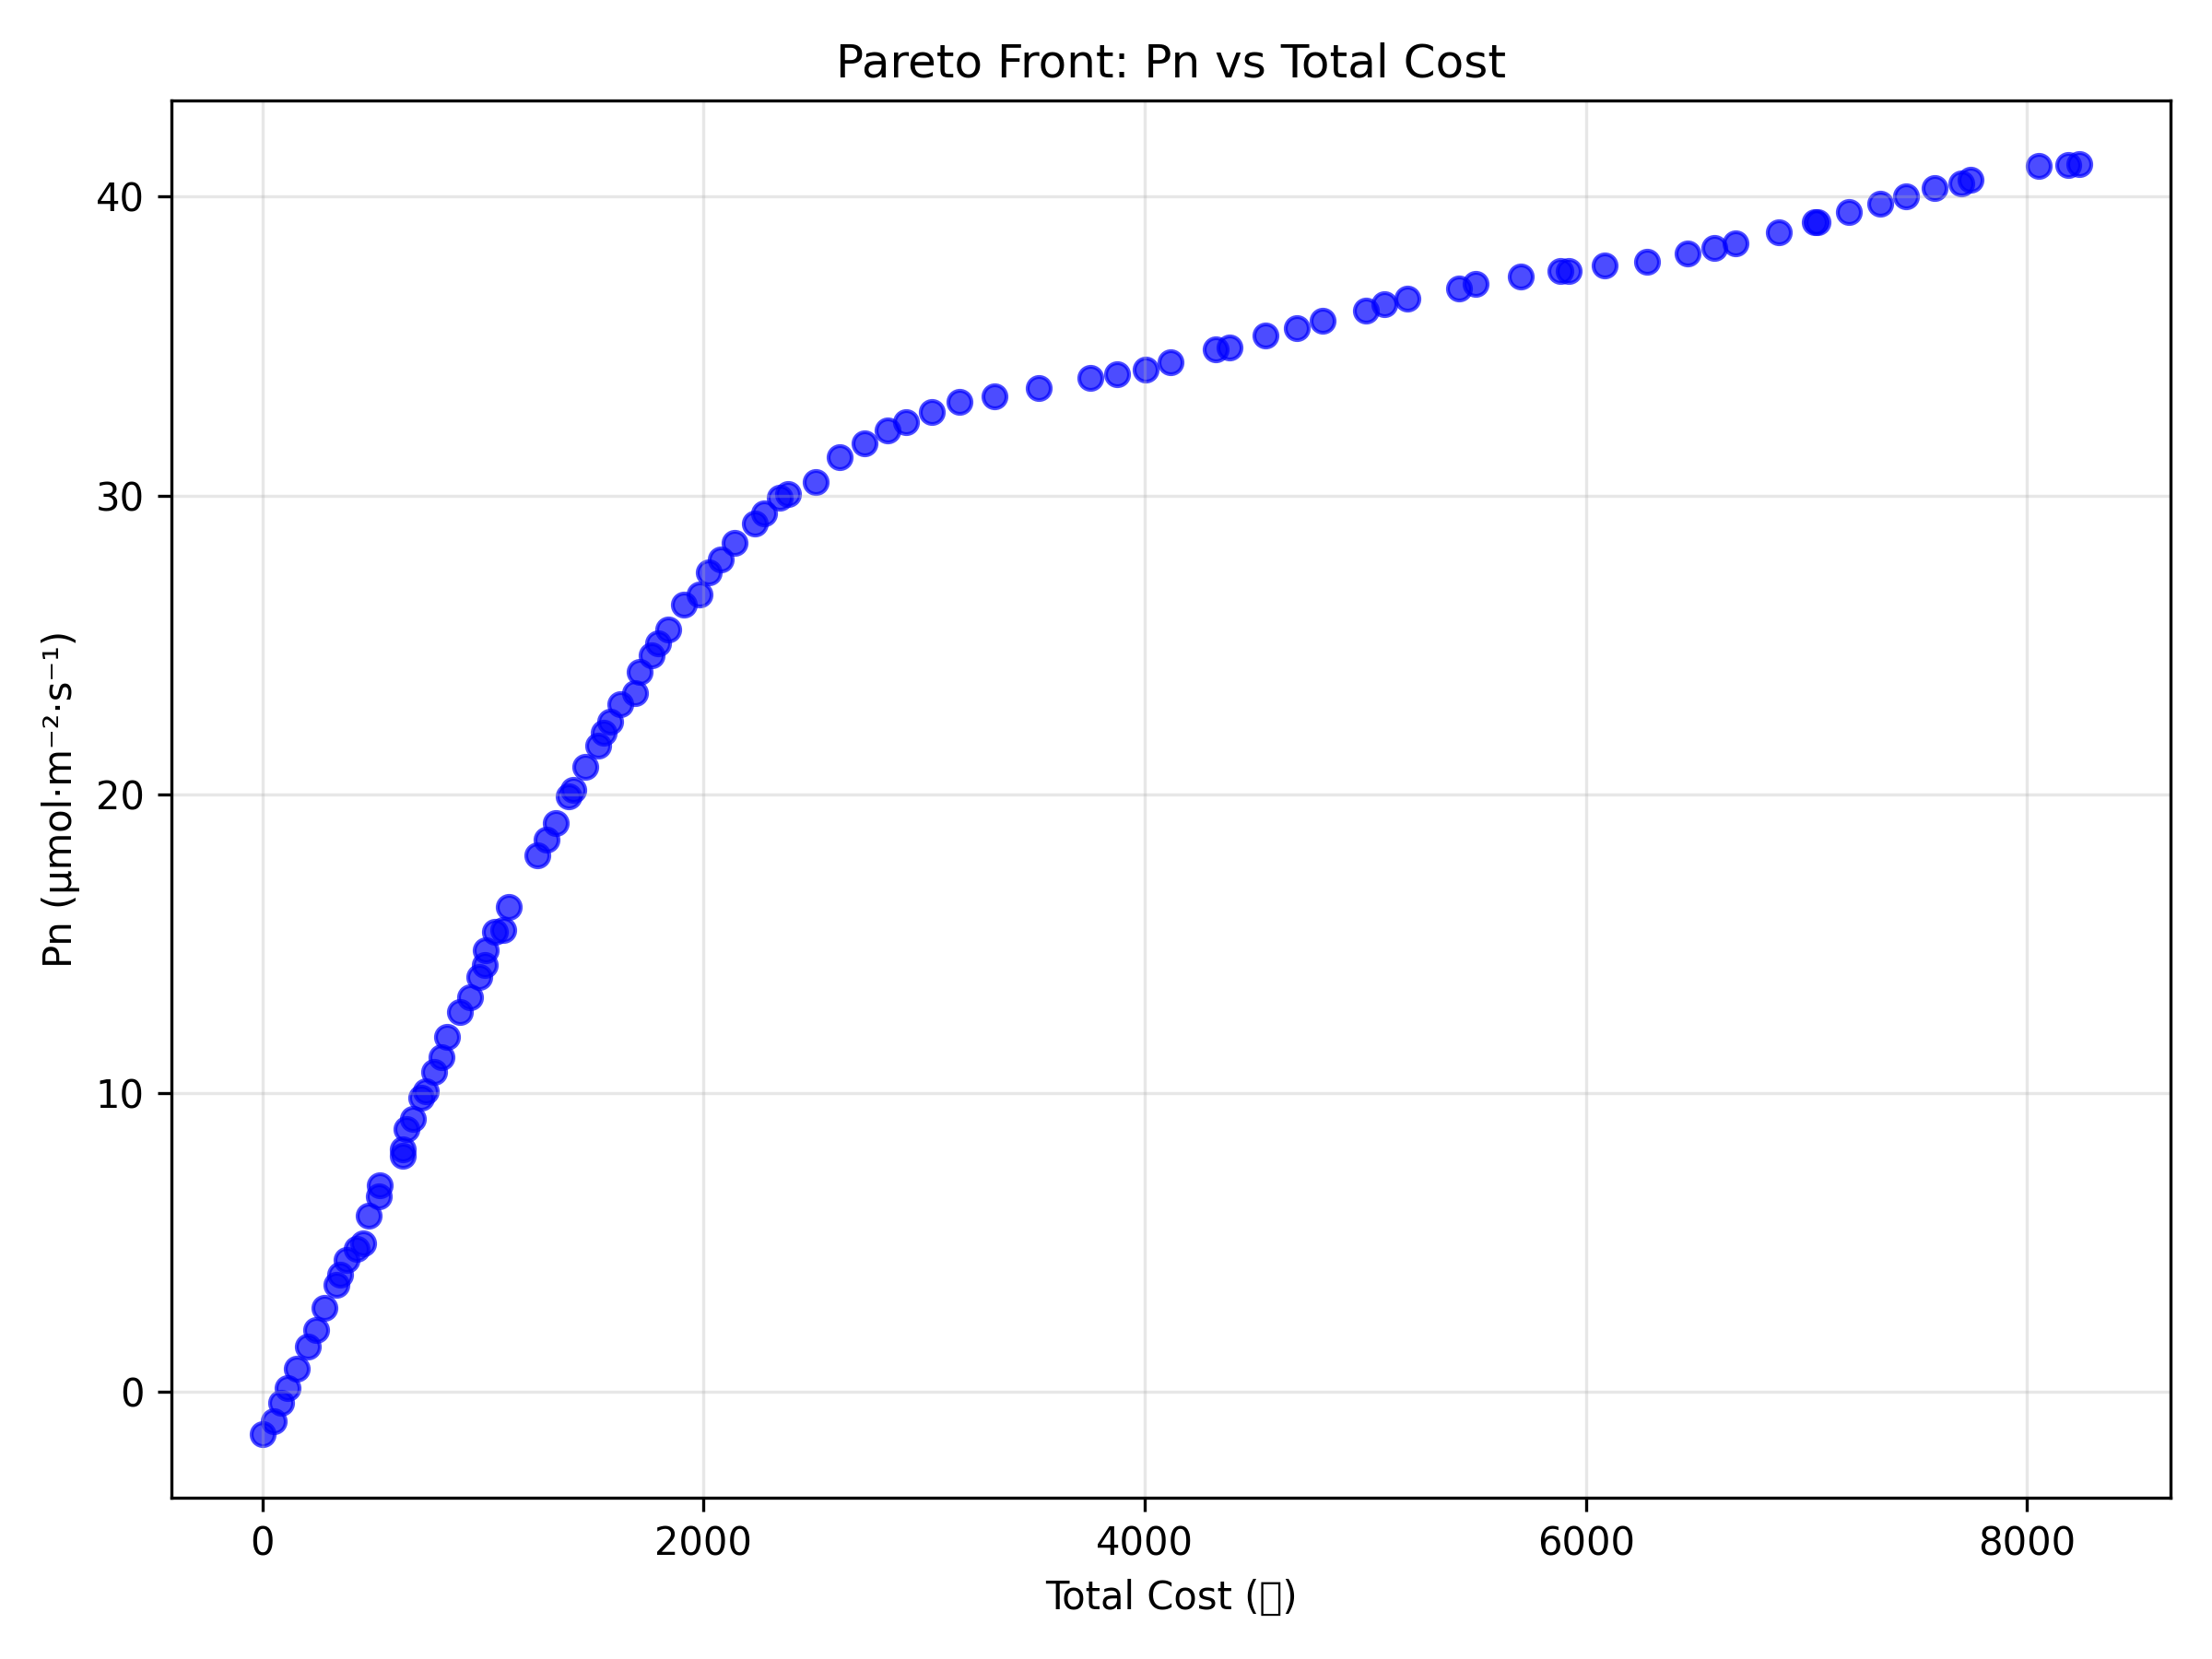 Pareto Front: Pn vs Total Cost
Pn (μmol·m⁻²·s⁻¹)
40
30
20
10
0
0 2000 4000 6000 8000
Total Cost (▯)